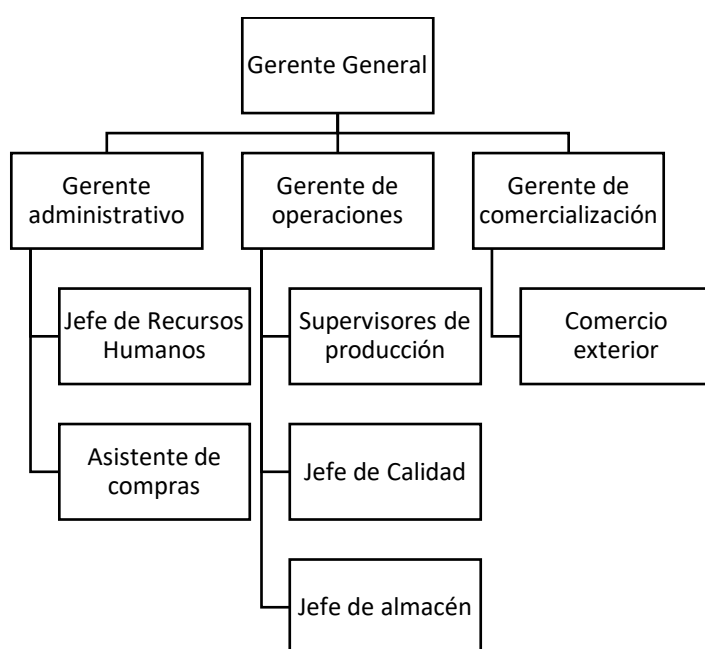 Gerente General
Gerente
administrativo
Gerente de
operaciones
Gerente de
comercialización
Jefe de Recursos
Humanos
Supervisores de
producción
Comercio
exterior
Asistente de
compras
Jefe de Calidad
Jefe de almacén